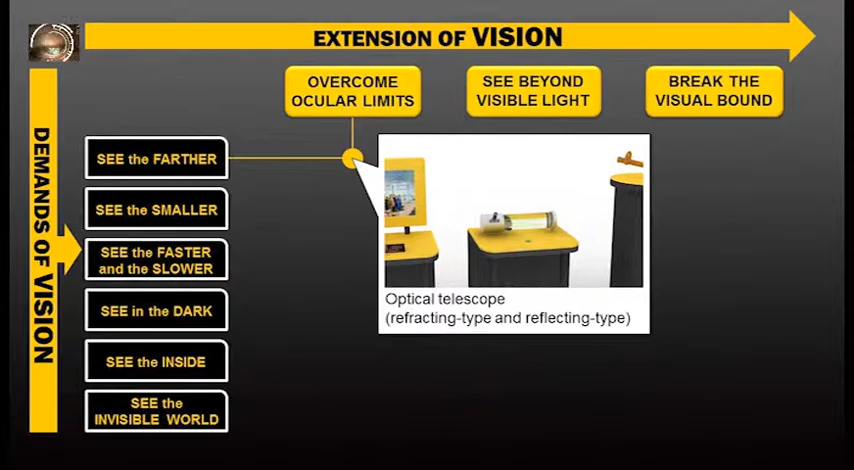 EXTENSION OF VISION
DEMANDS OF VISION
OVERCOME
OCULAR LIMITS
SEE BEYOND
VISIBLE LIGHT
BREAK THE
VISUAL BOUND
SEE the FARTHER
SEE the SMALLER
SEE the FASTER
and the SLOWER
SEE in the DARK
SEE the INSIDE
SEE the
INVISIBLE WORLD
Optical telescope
(refracting-type and reflecting-type)